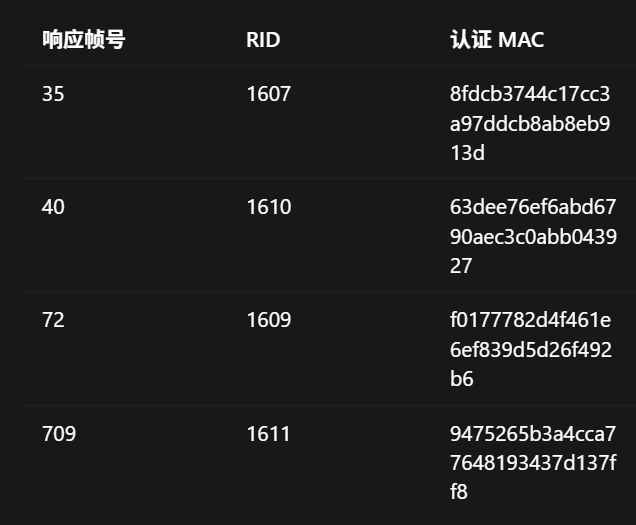 响应帧号 RID 认证 MAC
35 1607 8fdcb3744c17cc3
a97ddcb8ab8eb9
13d
40 1610 63dee76ef6abd67
90aec3c0abb0439
27
72 1609 f0177782d4f461e
6ef839d5d26f492
b6
709 1611 9475265b3a4cca7
7648193437d137f
f8